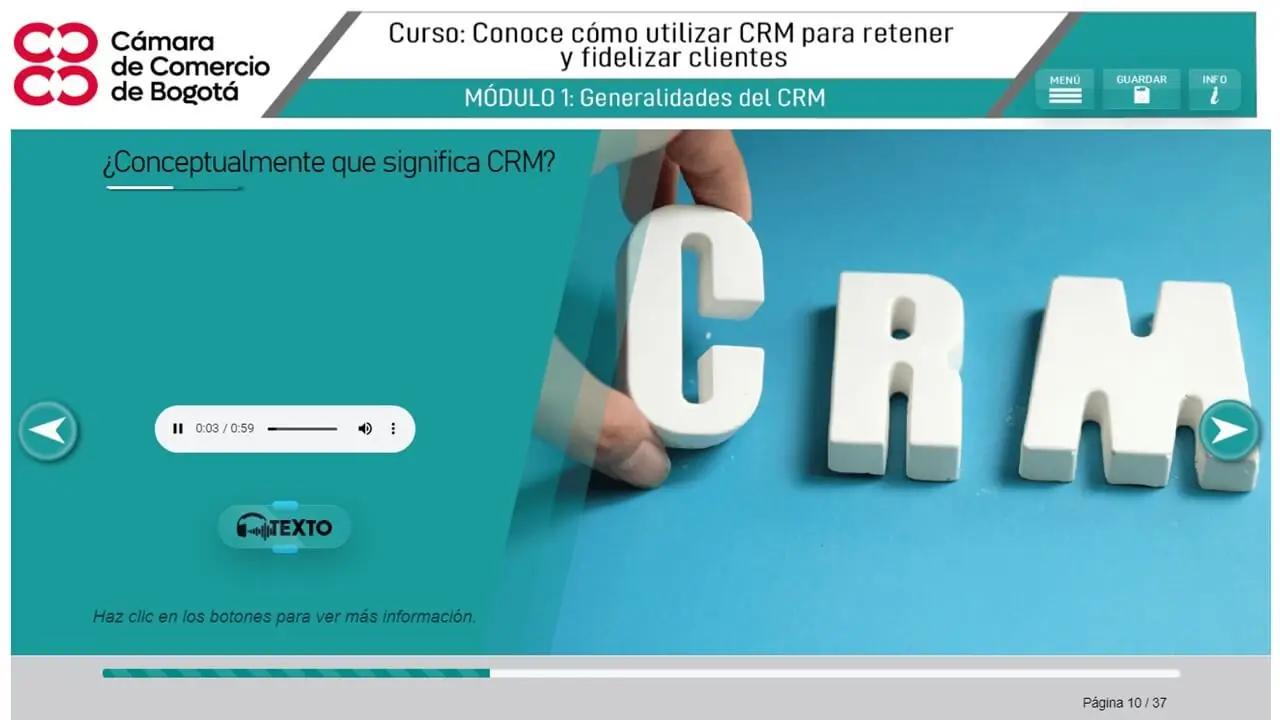 Cámara
de Comercio
de Bogotá
Curso: Conoce cómo utilizar CRM para retener
y fidelizar clientes
MÓDULO 1: Generalidades del CRM
MENÚ
GUARDAR
INFO
¿Conceptualmente que significa CRM?
CRM
0:03 / 0:59
TEXTO
Haz clic en los botones para ver más información.
Página 10 / 37